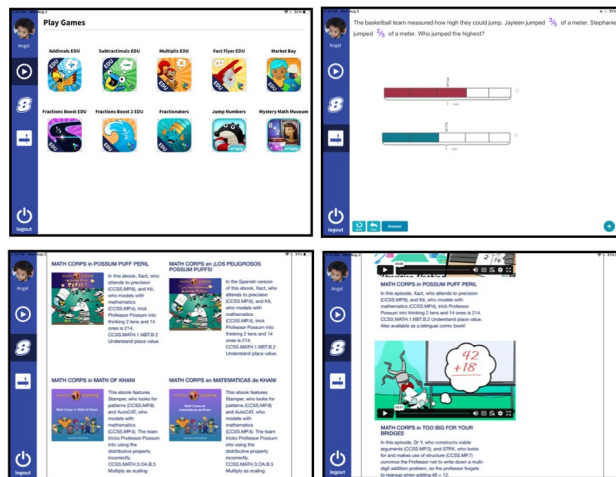 Play Games
Angel
Addimals EDU
Subtractimals EDU
Multiplis EDU
Fact Flyer EDU
Market Bay
Fractions Boost EDU
Fractions Boost 2 EDU
Fractionators
Jump Numbers
Mystery Math Museum
logout
The basketball team measured how high they could jump. Jayleen jumped 3/5 of a meter. Stephanie
jumped 2/5 of a meter. Who jumped the highest?
Angel
Answer
logout
Angel
MATH CORPS in POSSUM PUFF PERIL
In this ebook, Xact, who
attends to precision
(CCSS.MP6), and Kit,
who models with
mathematics
(CCSS.MP4), trick
Professor Possum into
thinking 2 tens and 14
ones is 214.
CCSS.MATH.1.NBT.B.2
Understand place value.
MATH CORPS en ¡LOS PELIGROSOS
POSSUM PUFFS!
In the Spanish version
of this ebook, Xact, who
attends to precision
(CCSS.MP6), and Kit,
who models with
mathematics
(CCSS.MP4), trick
Professor Possum into
thinking 2 tens and 14
ones is 214.
CCSS.MATH.1.NBT.B.2
Understand place value.
MATH CORPS in MATH OF KHANI
This ebook features
Stamper, who looks for
patterns (CCSS.MP8)
and AutoCAT, who
models with
mathematics
(CCSS.MP4). The team
tricks Professor Possum
into using the
distributive property
incorrectly.
CCSS.MATH.3.OA.B.5
Multiply as scaling
MATH CORPS en MATEMATICAS de KHANI
This ebook features
Stamper, who looks for
patterns (CCSS.MP8)
and AutoCAT, who
models with
mathematics
(CCSS.MP4). The team
tricks Professor Possum
into using the
distributive property
incorrectly.
CCSS.MATH.3.OA.B.5
Multiply as scaling
logout
Angel
MATH CORPS in POSSUM PUFF PERIL
In this episode, Xact, who attends to precision
(CCSS.MP6), and Kit, who models with
mathematics (CCSS.MP4), trick Professor
Possum into thinking 2 tens and 14 ones is 214.
CCSS.MATH.1.NBT.B.2 Understand place value.
Also available as a bilingual comic book!
42
+18
MATH CORPS in TOO BIG FOR YOUR
BRIDGES
In this episode, Dr Y, who constructs viable
arguments (CCSS.MP3), and STRX, who looks
for and makes use of structure (CCSS.MP7)
convince the Professor not to write down a multi-
digit addition problem, so the professor forgets
to regroup when adding 48 + 12.
logout